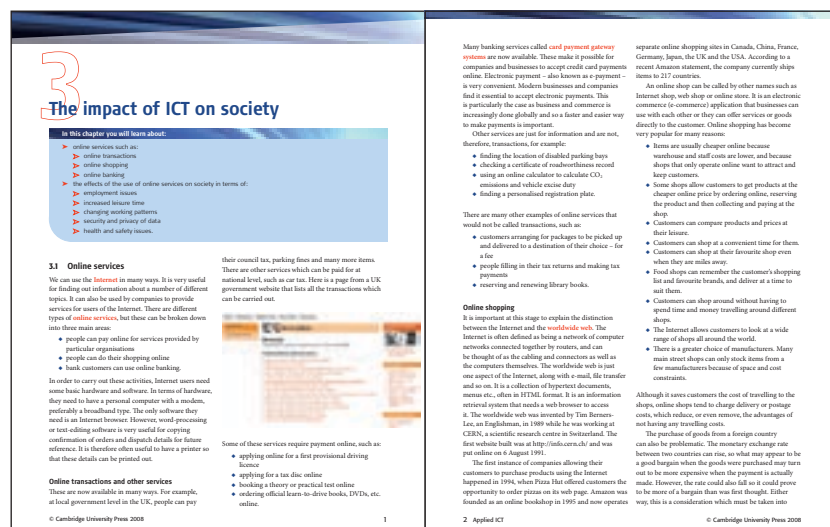 3
The impact of ICT on society
In this chapter you will learn about:
➤ online services such as:
➤ online transactions
➤ online shopping
➤ online banking
➤ the effects of the use of online services on society in terms of:
➤ employment issues
➤ increased leisure time
➤ changing working patterns
➤ security and privacy of data
➤ health and safety issues.
3.1 Online services
We can use the Internet in many ways. It is very useful
for finding out information about a number of different
topics. It can also be used by companies to provide
services for users of the Internet. There are different
types of online services, but these can be broken down
into three main areas:
◆ people can pay online for services provided by
particular organisations
◆ people can do their shopping online
◆ bank customers can use online banking.
In order to carry out these activities, Internet users need
some basic hardware and software. In terms of hardware,
they need to have a personal computer with a modem,
preferably a broadband type. The only software they
need is an Internet browser. However, word-processing
or text-editing software is very useful for copying
confirmation of orders and dispatch details for future
reference. It is therefore often useful to have a printer so
that these details can be printed out.
Online transactions and other services
These are now available in many ways. For example,
at local government level in the UK, people can pay
their council tax, parking fines and many more items.
There are other services which can be paid for at
national level, such as car tax. Here is a page from a UK
government website that lists all the transactions which
can be carried out.
Some of these services require payment online, such as:
◆ applying online for a first provisional driving
licence
◆ applying for a tax disc online
◆ booking a theory or practical test online
◆ ordering official learn-to-drive books, DVDs, etc.
online.
© Cambridge University Press 2008
1
Many banking services called card payment gateway
systems are now available. These make it possible for
companies and businesses to accept credit card payments
online. Electronic payment – also known as e-payment –
is very convenient. Modern businesses and companies
find it essential to accept electronic payments. This
is particularly the case as business and commerce is
increasingly done globally and so a faster and easier way
to make payments is important.
Other services are just for information and are not,
therefore, transactions, for example:
◆ finding the location of disabled parking bays
◆ checking a certificate of roadworthiness record
◆ using an online calculator to calculate CO₂
emissions and vehicle excise duty
◆ finding a personalised registration plate.
There are many other examples of online services that
would not be called transactions, such as:
◆ customers arranging for packages to be picked up
and delivered to a destination of their choice – for
a fee
◆ people filling in their tax returns and making tax
payments
◆ reserving and renewing library books.
Online shopping
It is important at this stage to explain the distinction
between the Internet and the worldwide web. The
Internet is often defined as being a network of computer
networks connected together by routers, and can
be thought of as the cabling and connectors as well as
the computers themselves. The worldwide web is just
one aspect of the Internet, along with e-mail, file transfer
and so on. It is a collection of hypertext documents,
menus etc., often in HTML format. It is an information
retrieval system that needs a web browser to access
it. The worldwide web was invented by Tim Berners-
Lee, an Englishman, in 1989 while he was working at
CERN, a scientific research centre in Switzerland. The
first website built was at http://info.cern.ch/ and was
put online on 6 August 1991.
The first instance of companies allowing their
customers to purchase products using the Internet
happened in 1994, when Pizza Hut offered customers the
opportunity to order pizzas on its web page. Amazon was
founded as an online bookshop in 1995 and now operates
separate online shopping sites in Canada, China, France,
Germany, Japan, the UK and the USA. According to a
recent Amazon statement, the company currently ships
items to 217 countries.
An online shop can be called by other names such as
Internet shop, web shop or online store. It is an electronic
commerce (e-commerce) application that businesses can
use with each other or they can offer services or goods
directly to the customer. Online shopping has become
very popular for many reasons:
◆ Items are usually cheaper online because
warehouse and staff costs are lower, and because
shops that only operate online want to attract and
keep customers.
◆ Some shops allow customers to get products at the
cheaper online price by ordering online, reserving
the product and then collecting and paying at the
shop.
◆ Customers can compare products and prices at
their leisure.
◆ Customers can shop at a convenient time for them.
◆ Customers can shop at their favourite shop even
when they are miles away.
◆ Food shops can remember the customer's shopping
list and favourite brands, and deliver at a time to
suit them.
◆ Customers can shop around without having to
spend time and money travelling around different
shops.
◆ The Internet allows customers to look at a wide
range of shops all around the world.
◆ There is a greater choice of manufacturers. Many
main street shops can only stock items from a
few manufacturers because of space and cost
constraints.
Although it saves customers the cost of travelling to the
shops, online shops tend to charge delivery or postage
costs, which reduce, or even remove, the advantages of
not having any travelling costs.
The purchase of goods from a foreign country
can also be problematic. The monetary exchange rate
between two countries can rise, so what may appear to be
a good bargain when the goods were purchased may turn
out to be more expensive when the payment is actually
made. However, the rate could also fall so it could prove
to be more of a bargain than was first thought. Either
way, this is a consideration which must be taken into
2 Applied ICT
© Cambridge University Press 2008